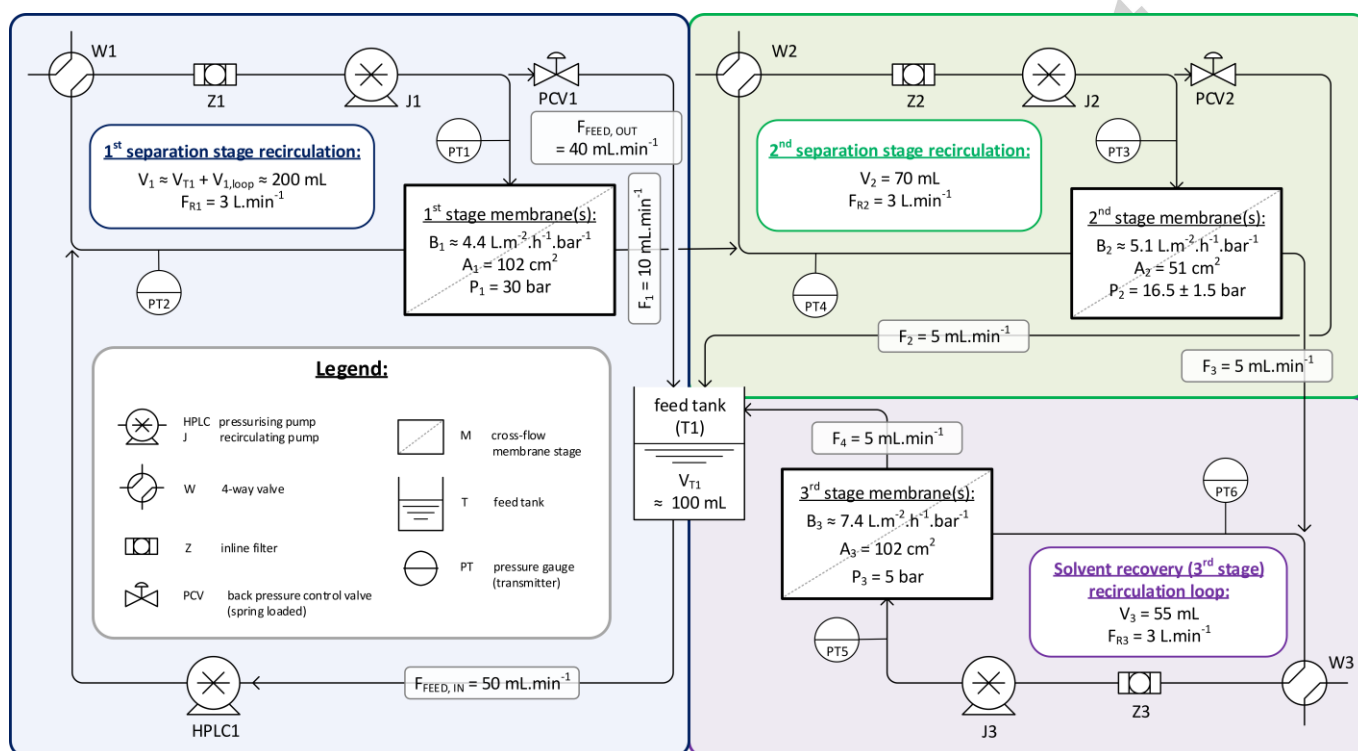 W1
Z1
J1
PCV1
PT1
F_FEED, OUT
= 40 mL.min⁻¹
1st separation stage recirculation:
V₁ ≈ V_T1 + V_1,loop ≈ 200 mL
F_R1 = 3 L.min⁻¹
1st stage membrane(s):
B₁ ≈ 4.4 L.m⁻².h⁻¹.bar⁻¹
A₁ = 102 cm²
P₁ = 30 bar
F₁ = 10 mL.min⁻¹
PT2
W2
Z2
J2
PCV2
PT3
2nd separation stage recirculation:
V₂ = 70 mL
F_R2 = 3 L.min⁻¹
2nd stage membrane(s):
B₂ ≈ 5.1 L.m⁻².h⁻¹.bar⁻¹
A₂ = 51 cm²
P₂ = 16.5 ± 1.5 bar
PT4
F₂ = 5 mL.min⁻¹
F₃ = 5 mL.min⁻¹
Legend:
HPLC pressurising pump
J recirculating pump
W 4-way valve
Z inline filter
PCV back pressure control valve
(spring loaded)
M cross-flow
membrane stage
T feed tank
PT pressure gauge
(transmitter)
feed tank
(T1)
V_T1
≈ 100 mL
F₄ = 5 mL.min⁻¹
3rd stage membrane(s):
B₃ ≈ 7.4 L.m⁻².h⁻¹.bar⁻¹
A₃ = 102 cm²
P₃ = 5 bar
PT6
Solvent recovery (3rd stage)
recirculation loop:
V₃ = 55 mL
F_R3 = 3 L.min⁻¹
PT5
J3
Z3
W3
F_FEED, IN = 50 mL.min⁻¹
HPLC1